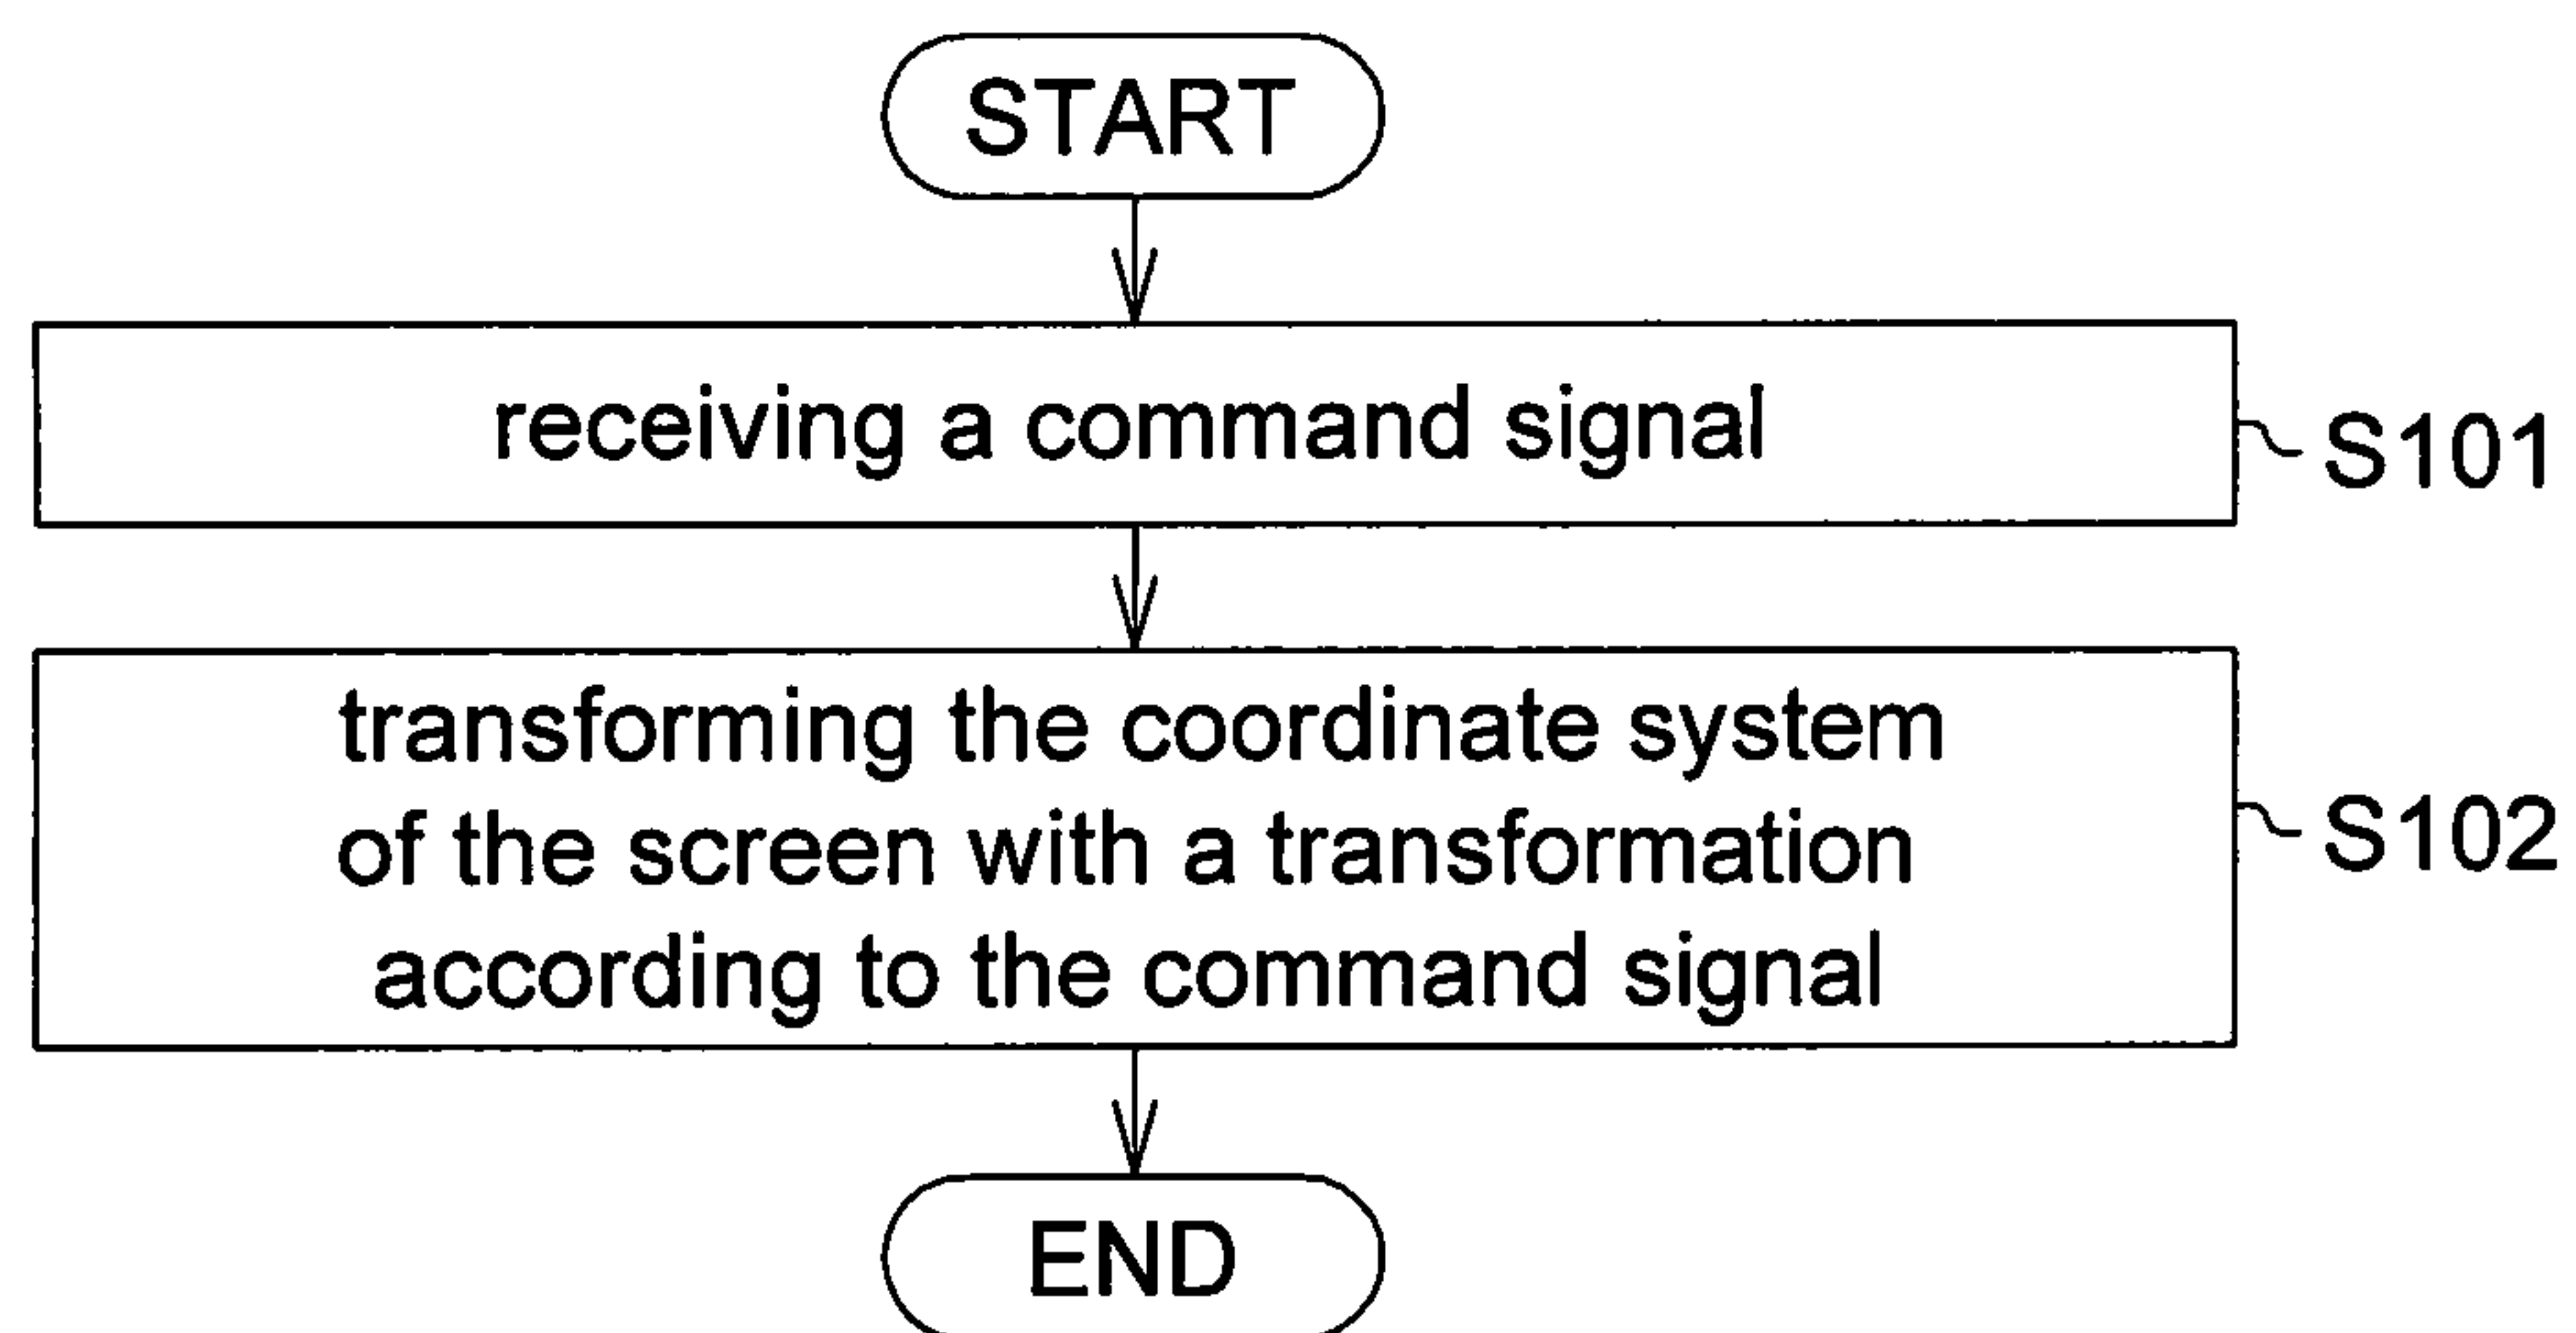 START
receiving a command signal
S101
transforming the coordinate system
of the screen with a transformation
according to the command signal
S102
END